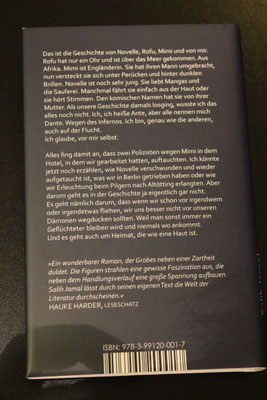 Das ist die Geschichte von Novelle, Rofu, Mimi und von mir.
Rofu hat nur ein Ohr und ist über das Meer gekommen. Aus
Afrika. Mimi ist Engländerin. Sie hat ihren Mann umgebracht,
nun versteckt sie sich unter Perücken und hinter dunklen
Brillen. Novelle ist noch sehr jung. Sie liebt Mangas und
die Sauferei. Manchmal fährt sie einfach aus der Haut oder
sie hört Stimmen. Den komischen Namen hat sie von ihrer
Mutter. Als unsere Geschichte damals losging, wusste ich das
alles noch nicht. Ich, ich heiße Ante, aber alle nennen mich
Dante. Wegen des Infernos. Ich bin, genau wie die anderen,
auch auf der Flucht.
Ich glaube, vor mir selbst.
Alles fing damit an, dass zwei Polizisten wegen Mimi in dem
Hotel, in dem wir gearbeitet hatten, auftauchten. Ich könnte
jetzt noch erzählen, wie Novelle verschwunden und wieder
aufgetaucht ist, was wir in Berlin getrieben haben oder wie
wir Erleuchtung beim Pilgern nach Altötting erlangten. Aber
darum geht es in der Geschichte ja eigentlich gar nicht.
Es geht nämlich darum, dass wenn wir schon vor irgendwem
oder irgendetwas fliehen, wir uns besser nicht vor unseren
Dämonen wegducken sollten. Weil man sonst immer ein
Geflüchteter bleiben wird und niemals wo ankommt.
Und es geht auch um Heimat, die wie eine Haut ist.
»Ein wunderbarer Roman, der Grobes neben einer Zartheit
duldet. Die Figuren strahlen eine gewisse Faszination aus, die
neben dem Handlungsverlauf eine große Spannung aufbauen.
Salih Jamal lässt durch seinen eigenen Text die Welt der
Literatur durchscheinen.«
HAUKE HARDER, LESESCHATZ
ISBN: 978-3-99120-001-7